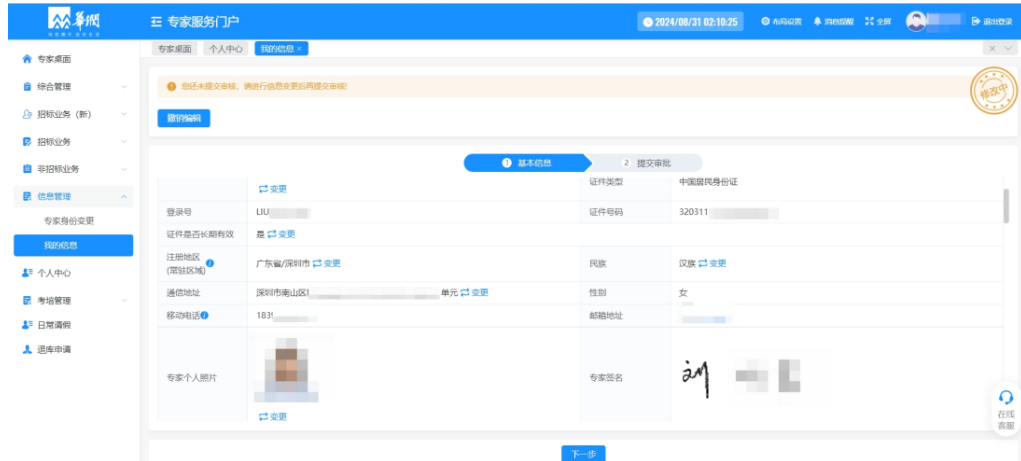 華潤
专家服务门户
2024/08/31 02:10:25
布局设置
消息提醒
全屏
退出登录
专家桌面
综合管理
招标业务（新）
招标业务
非招标业务
信息管理
专家身份变更
我的信息
个人中心
考培管理
日常请假
退库申请
专家桌面 个人中心 我的信息 ×
您还未提交审核，请进行信息变更后再提交审核!
修改中
撤销编辑
1 基本信息 2 提交审批
变更 证件类型 中国居民身份证
登录号 LIU 证件号码 320311
证件是否长期有效 是 变更
注册地区
(常驻区域) 广东省/深圳市 变更 民族 汉族 变更
通信地址 深圳市南山区 单元 变更 性别 女
移动电话 183 邮箱地址
专家个人照片 变更 专家签名 刘
在线
客服
下一步